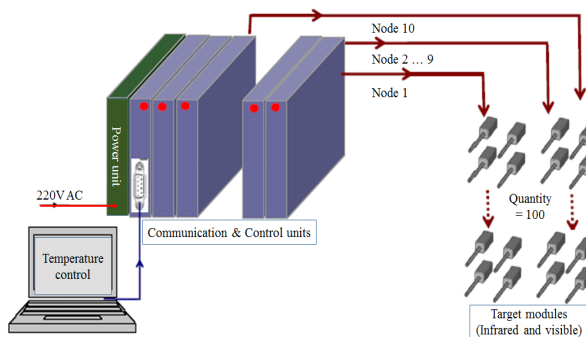 Node 10
Node 2 ... 9
Node 1
Power unit
220V AC
Communication & Control units
Temperature
control
Quantity
= 100
Target modules
(Infrared and visible)